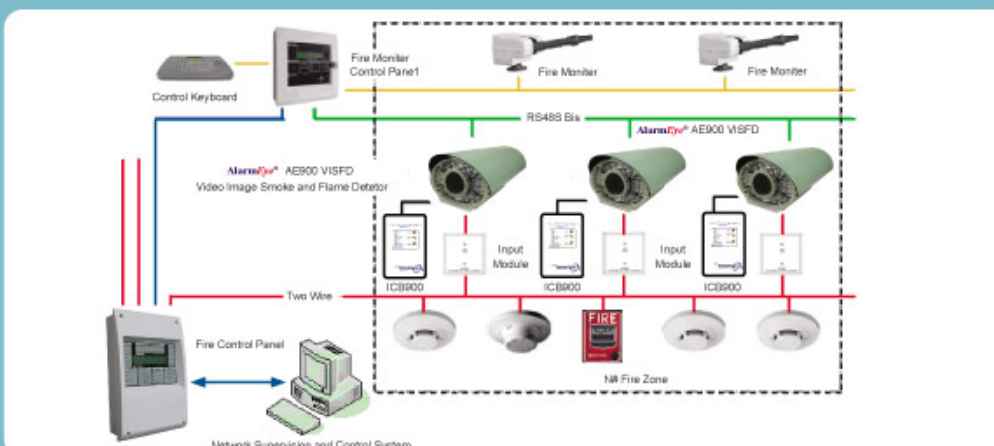 Fire Moniter
Control Pane1
Control Keyboard
Fire Moniter
Fire Moniter
RS48S Bis
AlarmEye® AE900 VISFD
AlarmEye® AE900 VISFD
Video Image Smoke and Flame Detetor
Input
Module
Input
Module
ICB900
ICB900
ICB900
Two Wire
FIRE
Fire Control Panel
N# Fire Zone
Network Supervision and Control System